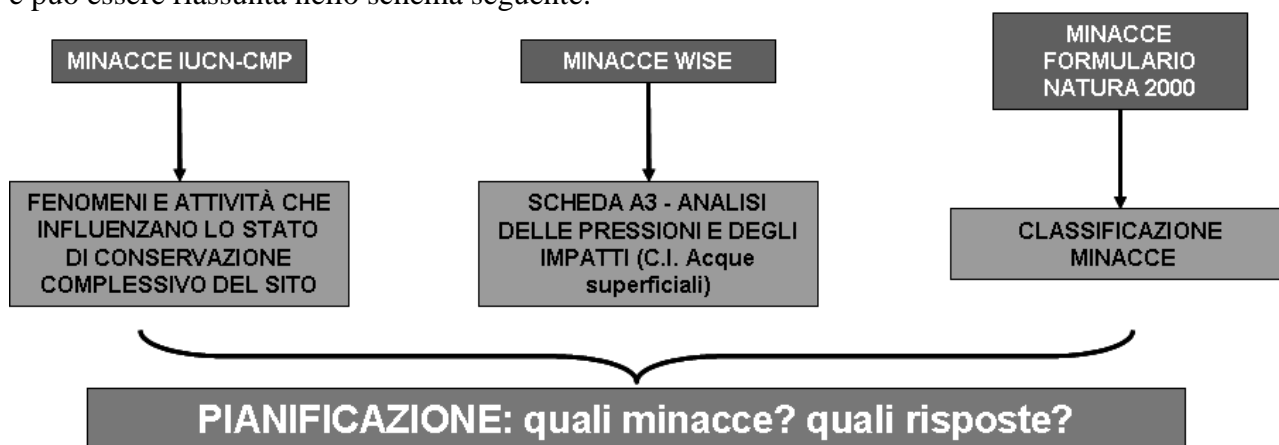 e può essere riassunta nello schema seguente:
MINACCE IUCN-CMP
MINACCE WISE
MINACCE
FORMULARIO
NATURA 2000
FENOMENI E ATTIVITÀ CHE
INFLUENZANO LO STATO
DI CONSERVAZIONE
COMPLESSIVO DEL SITO
SCHEDA A3 - ANALISI
DELLE PRESSIONI E DEGLI
IMPATTI (C.I. Acque
superficiali)
CLASSIFICAZIONE
MINACCE
PIANIFICAZIONE: quali minacce? quali risposte?